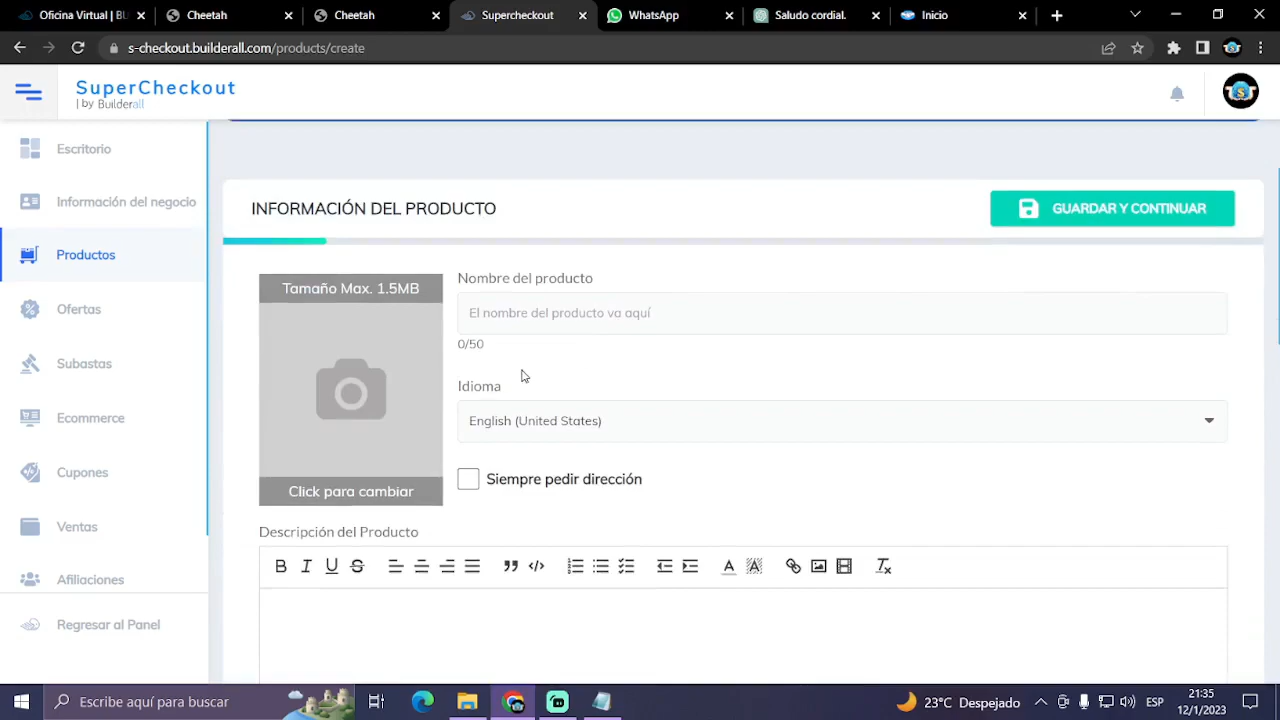 Oficina Virtual | BU
Cheetah
Cheetah
Supercheckout
WhatsApp
Saludo cordial.
Inicio
s-checkout.builderall.com/products/create
SuperCheckout
| by Builderall
Escritorio
Información del negocio
Productos
Ofertas
Subastas
Ecommerce
Cupones
Ventas
Afiliaciones
Regresar al Panel
INFORMACIÓN DEL PRODUCTO
GUARDAR Y CONTINUAR
Tamaño Max. 1.5MB
Click para cambiar
Nombre del producto
El nombre del producto va aquí
0/50
Idioma
English (United States)
Siempre pedir dirección
Descripción del Producto
Escribe aquí para buscar
23°C Despejado
ESP
21:35
12/1/2023